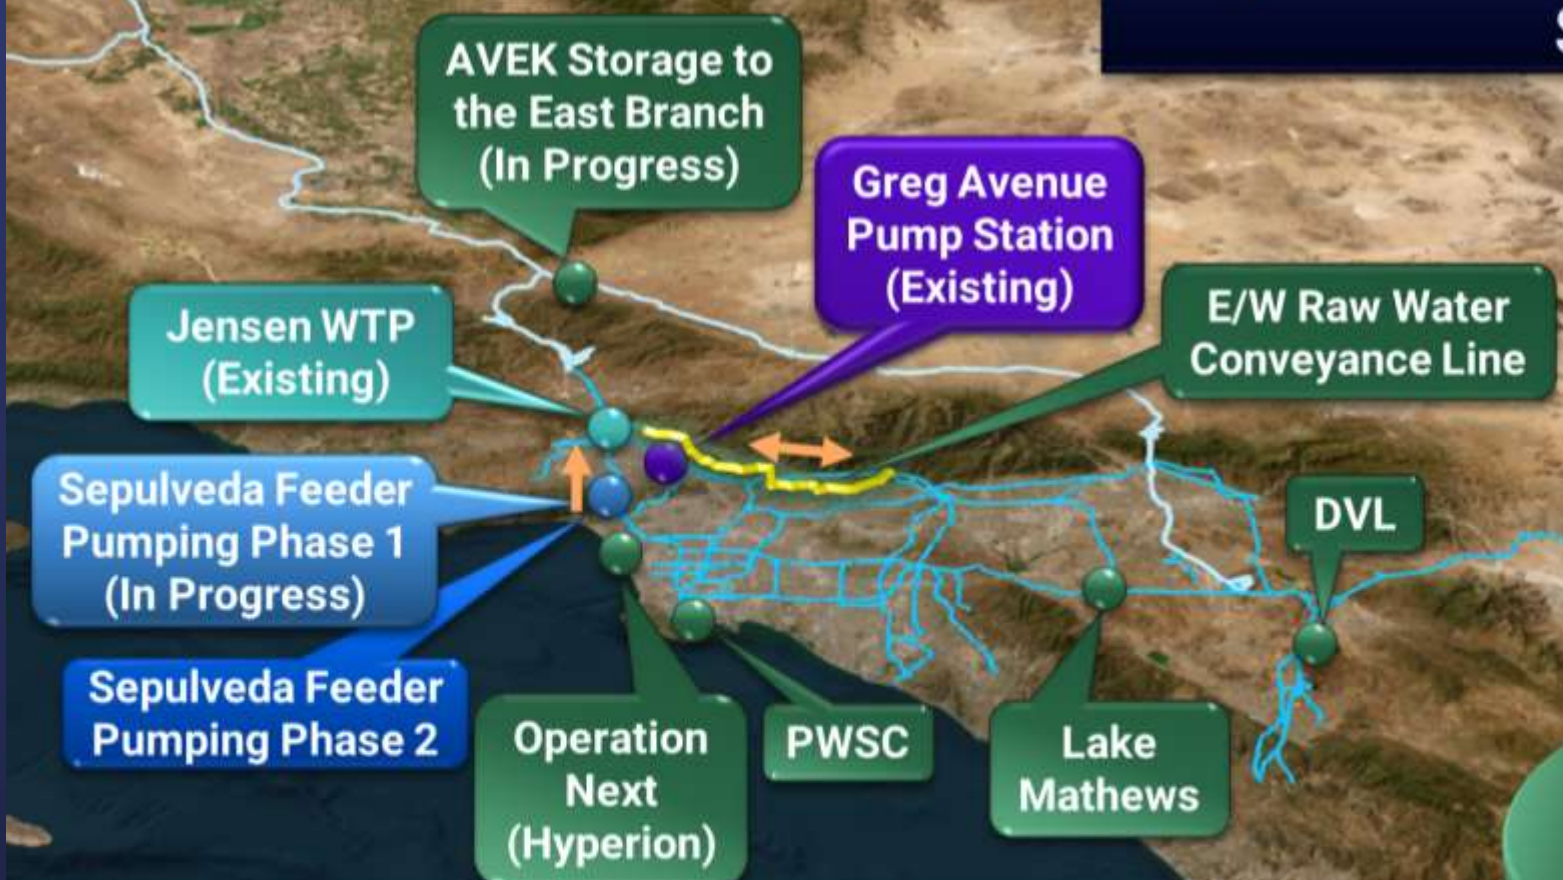 AVEK Storage to
the East Branch
(In Progress)
Greg Avenue
Pump Station
(Existing)
E/W Raw Water
Conveyance Line
Jensen WTP
(Existing)
Sepulveda Feeder
Pumping Phase 1
(In Progress)
DVL
Sepulveda Feeder
Pumping Phase 2
Operation
Next
(Hyperion)
PWSC
Lake
Mathews